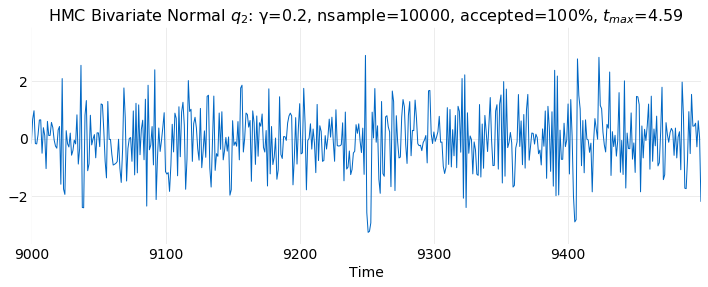 HMC Bivariate Normal q₂: γ=0.2, nsample=10000, accepted=100%, tₘₐₓ=4.59
2
0
−2
9000 9100 9200 9300 9400
Time